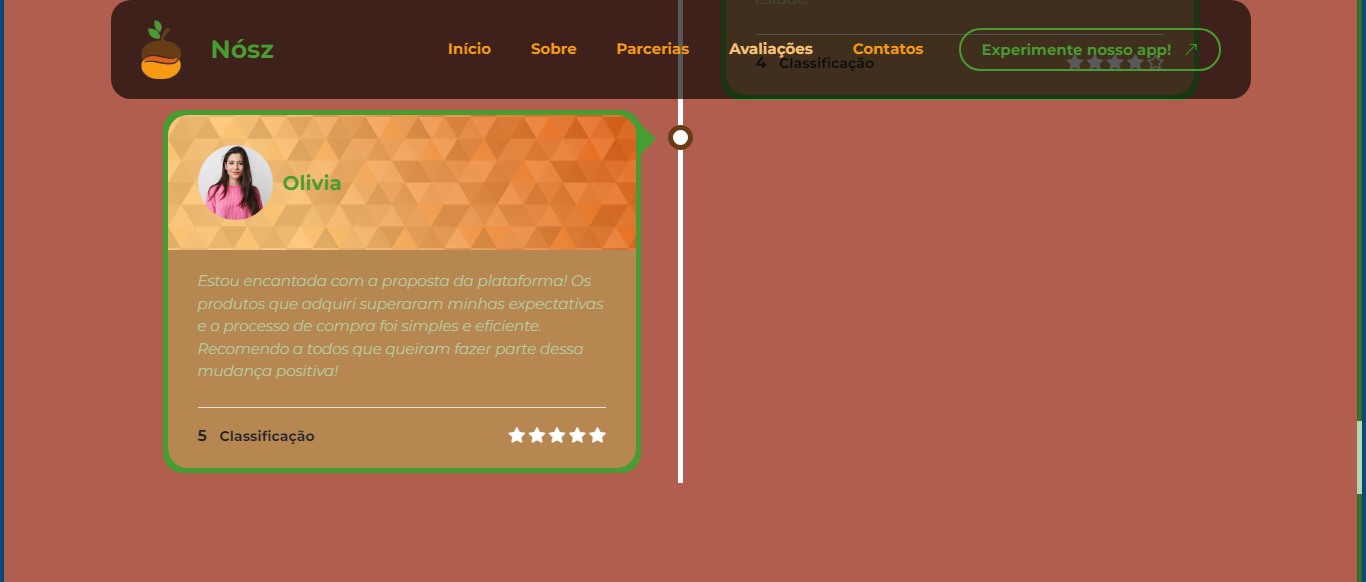 estado.
Nósz
Início
Sobre
Parcerias
Avaliações
Contatos
Experimente nosso app!
4 Classificação
Olivia
Estou encantada com a proposta da plataforma! Os
produtos que adquiri superaram minhas expectativas
e o processo de compra foi simples e eficiente.
Recomendo a todos que queiram fazer parte dessa
mudança positiva!
5 Classificação